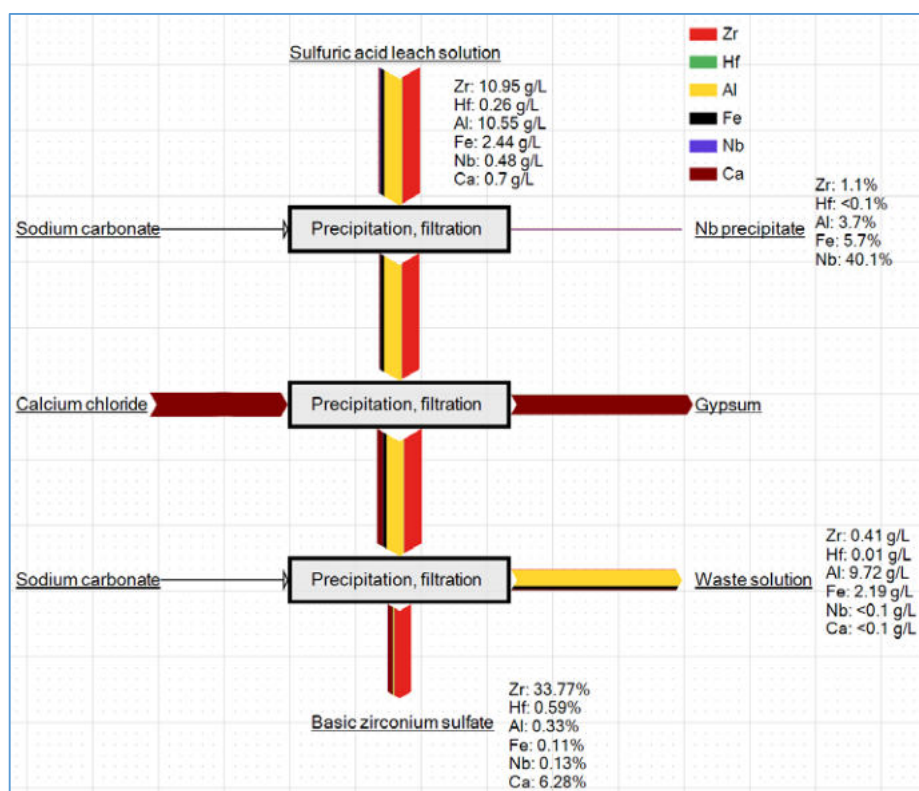 Sulfuric acid leach solution
Zr: 10.95 g/L
Hf: 0.26 g/L
Al: 10.55 g/L
Fe: 2.44 g/L
Nb: 0.48 g/L
Ca: 0.7 g/L
Zr
Hf
Al
Fe
Nb
Ca
Sodium carbonate
Precipitation, filtration
Nb precipitate
Zr: 1.1%
Hf: <0.1%
Al: 3.7%
Fe: 5.7%
Nb: 40.1%
Calcium chloride
Precipitation, filtration
Gypsum
Sodium carbonate
Precipitation, filtration
Waste solution
Zr: 0.41 g/L
Hf: 0.01 g/L
Al: 9.72 g/L
Fe: 2.19 g/L
Nb: <0.1 g/L
Ca: <0.1 g/L
Basic zirconium sulfate
Zr: 33.77%
Hf: 0.59%
Al: 0.33%
Fe: 0.11%
Nb: 0.13%
Ca: 6.28%